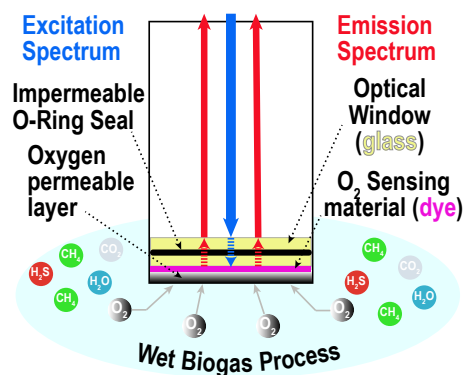 Excitation
Spectrum
Emission
Spectrum
Impermeable
O-Ring Seal
Optical
Window
(glass)
Oxygen
permeable
layer
O₂ Sensing
material (dye)
CH₄
CO₂
H₂S
H₂O
CH₄
O₂
O₂
O₂
O₂
CH₄
CO₂
H₂S
H₂O
CH₄
Wet Biogas Process